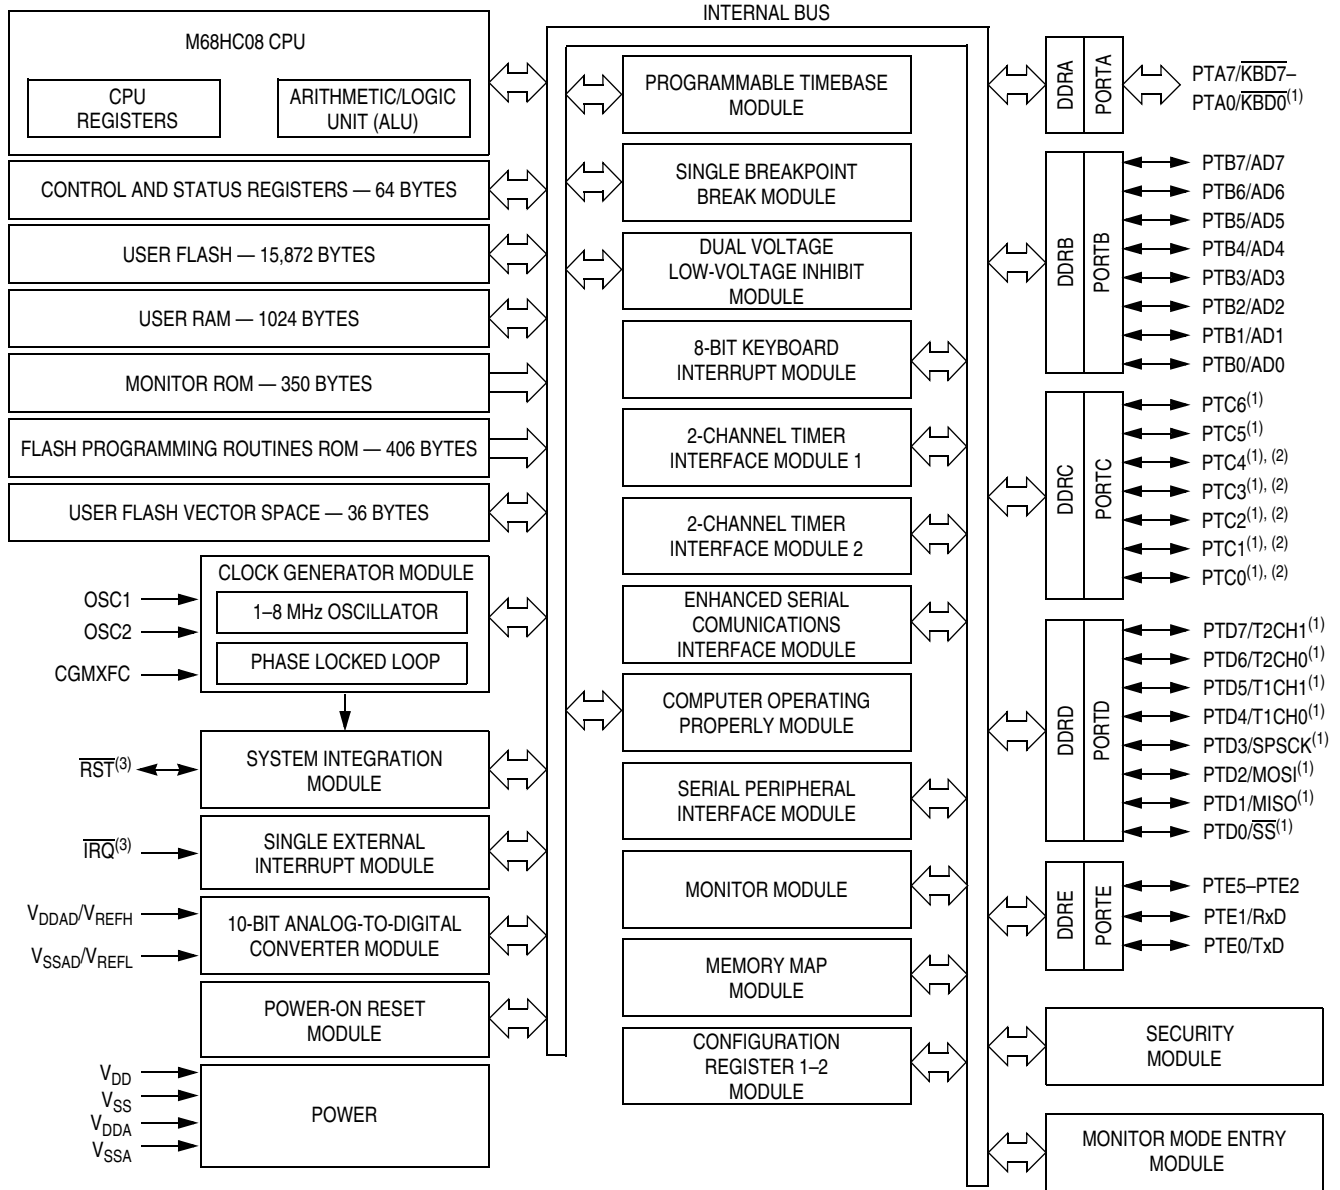 INTERNAL BUS
M68HC08 CPU
CPU
REGISTERS
ARITHMETIC/LOGIC
UNIT (ALU)
CONTROL AND STATUS REGISTERS — 64 BYTES
USER FLASH — 15,872 BYTES
USER RAM — 1024 BYTES
MONITOR ROM — 350 BYTES
FLASH PROGRAMMING ROUTINES ROM — 406 BYTES
USER FLASH VECTOR SPACE — 36 BYTES
CLOCK GENERATOR MODULE
1–8 MHz OSCILLATOR
PHASE LOCKED LOOP
OSC1
OSC2
CGMXFC
SYSTEM INTEGRATION
MODULE
RST(3)
SINGLE EXTERNAL
INTERRUPT MODULE
IRQ(3)
10-BIT ANALOG-TO-DIGITAL
CONVERTER MODULE
VDDAD/VREFH
VSSAD/VREFL
POWER-ON RESET
MODULE
POWER
VDD
VSS
VDDA
VSSA
PROGRAMMABLE TIMEBASE
MODULE
SINGLE BREAKPOINT
BREAK MODULE
DUAL VOLTAGE
LOW-VOLTAGE INHIBIT
MODULE
8-BIT KEYBOARD
INTERRUPT MODULE
2-CHANNEL TIMER
INTERFACE MODULE 1
2-CHANNEL TIMER
INTERFACE MODULE 2
ENHANCED SERIAL
COMUNICATIONS
INTERFACE MODULE
COMPUTER OPERATING
PROPERLY MODULE
SERIAL PERIPHERAL
INTERFACE MODULE
MONITOR MODULE
MEMORY MAP
MODULE
CONFIGURATION
REGISTER 1–2
MODULE
DDRA
PORTA
PTA7/KBD7–
PTA0/KBD0(1)
DDRB
PORTB
PTB7/AD7
PTB6/AD6
PTB5/AD5
PTB4/AD4
PTB3/AD3
PTB2/AD2
PTB1/AD1
PTB0/AD0
DDRC
PORTC
PTC6(1)
PTC5(1)
PTC4(1), (2)
PTC3(1), (2)
PTC2(1), (2)
PTC1(1), (2)
PTC0(1), (2)
DDRD
PORTD
PTD7/T2CH1(1)
PTD6/T2CH0(1)
PTD5/T1CH1(1)
PTD4/T1CH0(1)
PTD3/SPSCK(1)
PTD2/MOSI(1)
PTD1/MISO(1)
PTD0/SS(1)
DDRE
PORTE
PTE5–PTE2
PTE1/RxD
PTE0/TxD
SECURITY
MODULE
MONITOR MODE ENTRY
MODULE